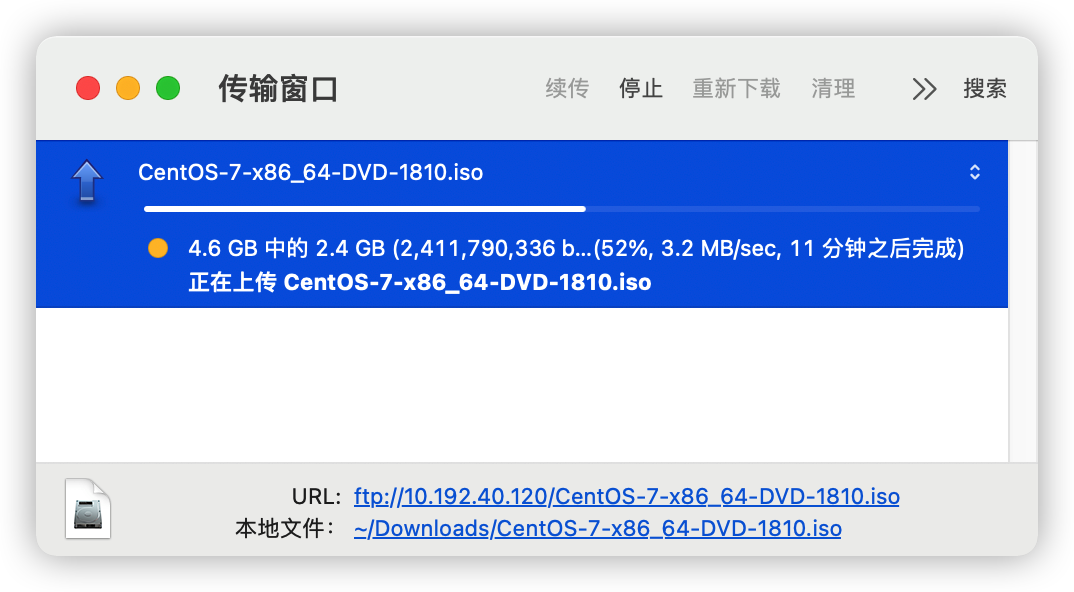 传输窗口 续传 停止 重新下载 清理 搜索
CentOS-7-x86_64-DVD-1810.iso
4.6 GB 中的 2.4 GB (2,411,790,336 b...(52%, 3.2 MB/sec, 11 分钟之后完成)
正在上传 CentOS-7-x86_64-DVD-1810.iso
URL: ftp://10.192.40.120/CentOS-7-x86_64-DVD-1810.iso
本地文件： ~/Downloads/CentOS-7-x86_64-DVD-1810.iso